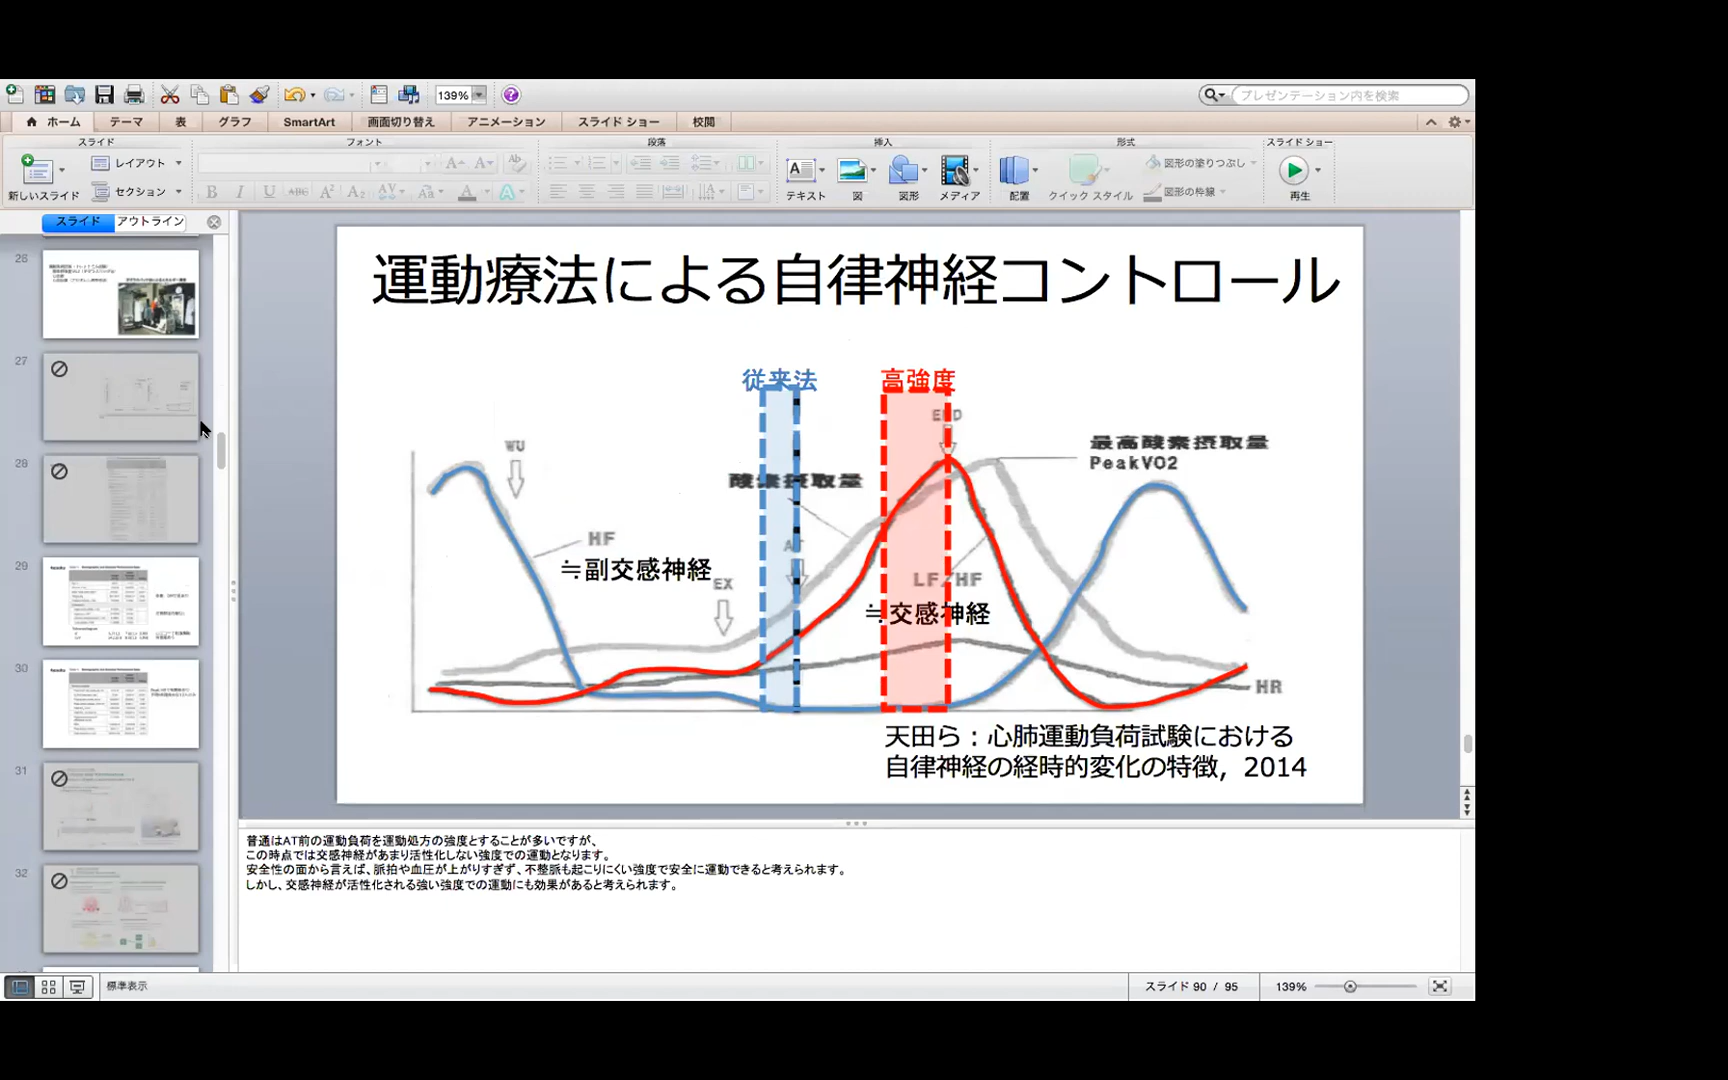 139%
プレゼンテーション内を検索
ホーム
テーマ
表
グラフ
SmartArt
画面切り替え
アニメーション
スライド ショー
校閲
スライド
フォント
段落
挿入
形式
スライド ショー
新しいスライド
レイアウト
セクション
テキスト
図
図形
メディア
配置
クイック スタイル
図形の塗りつぶし
図形の枠線
再生
スライド
アウトライン
26
27
28
29
30
31
32
運動療法による自律神経コントロール
従来法
高強度
WU
END
最高酸素摂取量
PeakVO2
酸素摂取量
HF
≒副交感神経
AT
EX
LF/HF
≒交感神経
HR
天田ら：心肺運動負荷試験における
自律神経の経時的変化の特徴，2014
普通はAT前の運動負荷を運動処方の強度とすることが多いですが、
この時点では交感神経があまり活性化しない強度での運動となります。
安全性の面から言えば、脈拍や血圧が上がりすぎず、不整脈も起こりにくい強度で安全に運動できると考えられます。
しかし、交感神経が活性化される強い強度での運動にも効果があると考えられます。
標準表示
スライド 90 / 95
139%